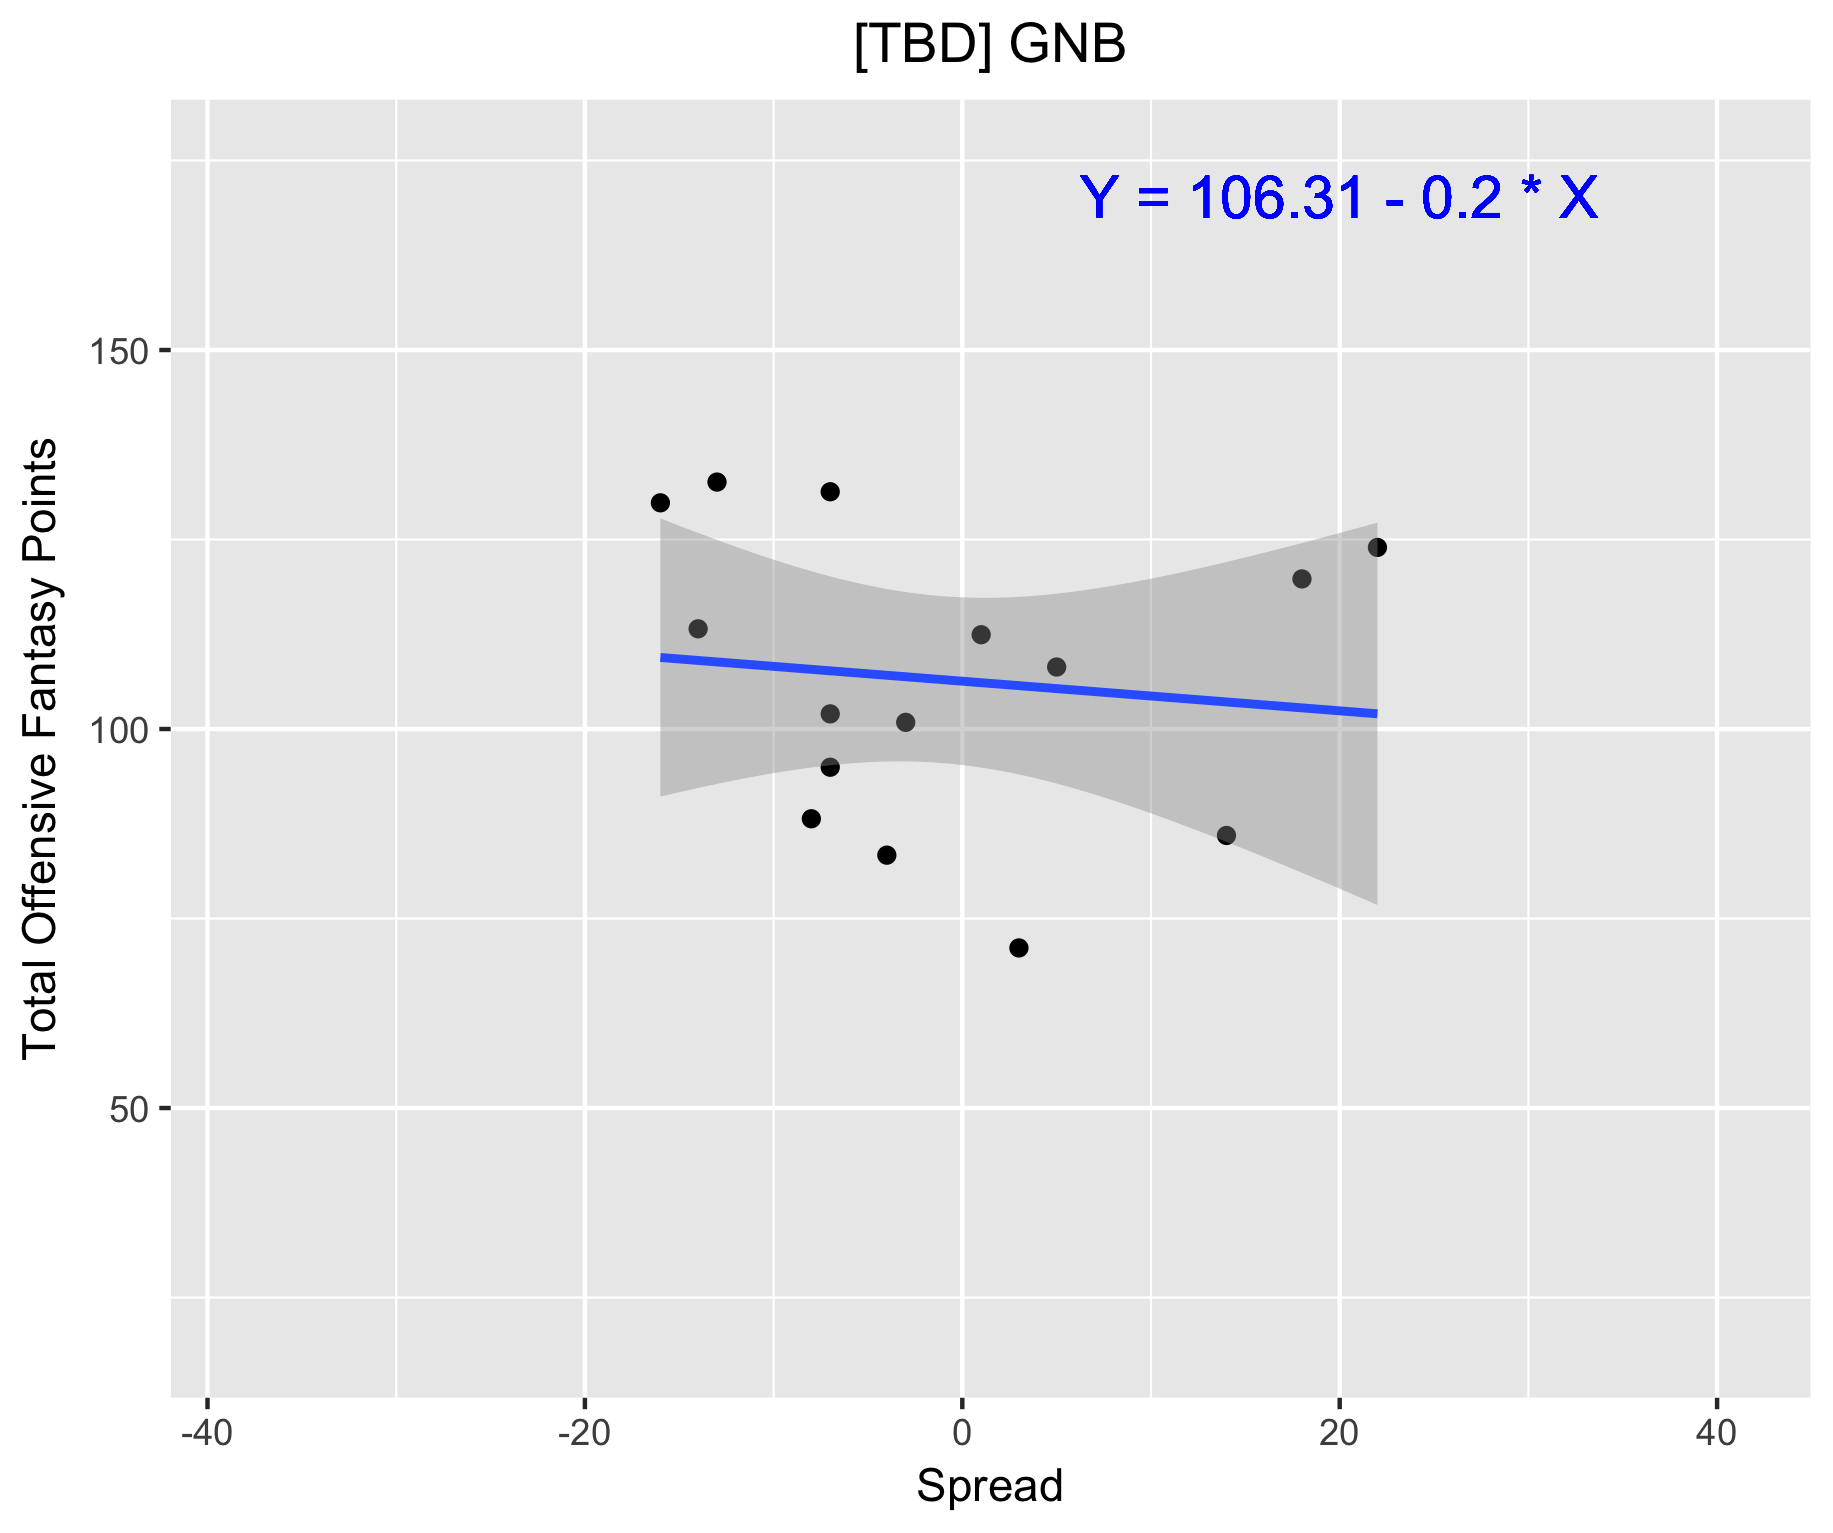 [TBD] GNB
Y = 106.31 - 0.2 * X
Total Offensive Fantasy Points
150
100
50
-40
-20
0
20
40
Spread